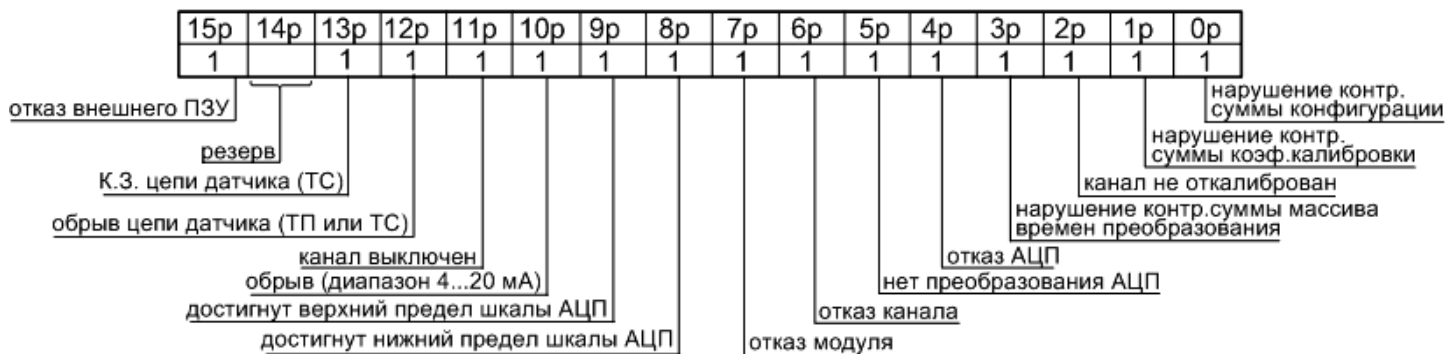 15р 14р 13р 12р 11р 10р 9р 8р 7р 6р 5р 4р 3р 2р 1р 0р
1 1 1 1 1 1 1 1 1 1 1 1 1 1 1
отказ внешнего ПЗУ
резерв
К.З. цепи датчика (ТС)
обрыв цепи датчика (ТП или ТС)
канал выключен
обрыв (диапазон 4...20 мА)
достигнут верхний предел шкалы АЦП
достигнут нижний предел шкалы АЦП
нарушение контр.
суммы конфигурации
нарушение контр.
суммы коэф.калибровки
канал не откалиброван
нарушение контр.суммы массива
времен преобразования
отказ АЦП
нет преобразования АЦП
отказ канала
отказ модуля